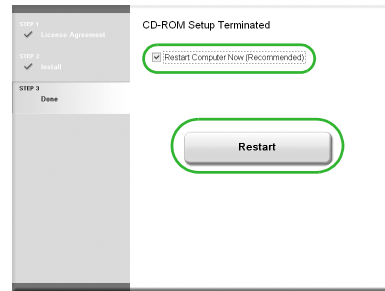 STEP 1
License Agreement
STEP 2
Install
STEP 3
Done
CD-ROM Setup Terminated
Restart Computer Now (Recommended)
Restart